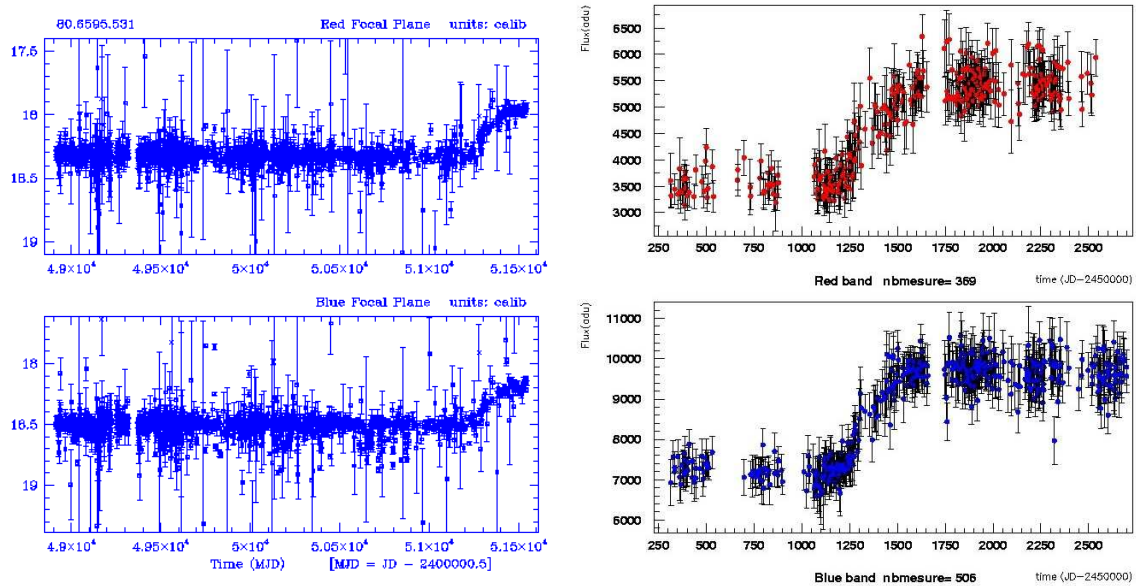 80.6595.531
Red Focal Plane units: calib
17.5
18
18.5
19
4.9×10⁴ 4.95×10⁴ 5×10⁴ 5.05×10⁴ 5.1×10⁴ 5.15×10⁴
Blue Focal Plane units: calib
18
18.5
19
4.9×10⁴ 4.95×10⁴ 5×10⁴ 5.05×10⁴ 5.1×10⁴ 5.15×10⁴
Time (MJD) [MJD = JD - 2400000.5]
Flux(adu)
6500
6000
5500
5000
4500
4000
3500
3000
250 500 750 1000 1250 1500 1750 2000 2250 2500
Red band nbmesure= 369 time (JD-2450000)
Flux(adu)
11000
10000
9000
8000
7000
6000
250 500 750 1000 1250 1500 1750 2000 2250 2500
Blue band nbmesure= 506 time (JD-2450000)